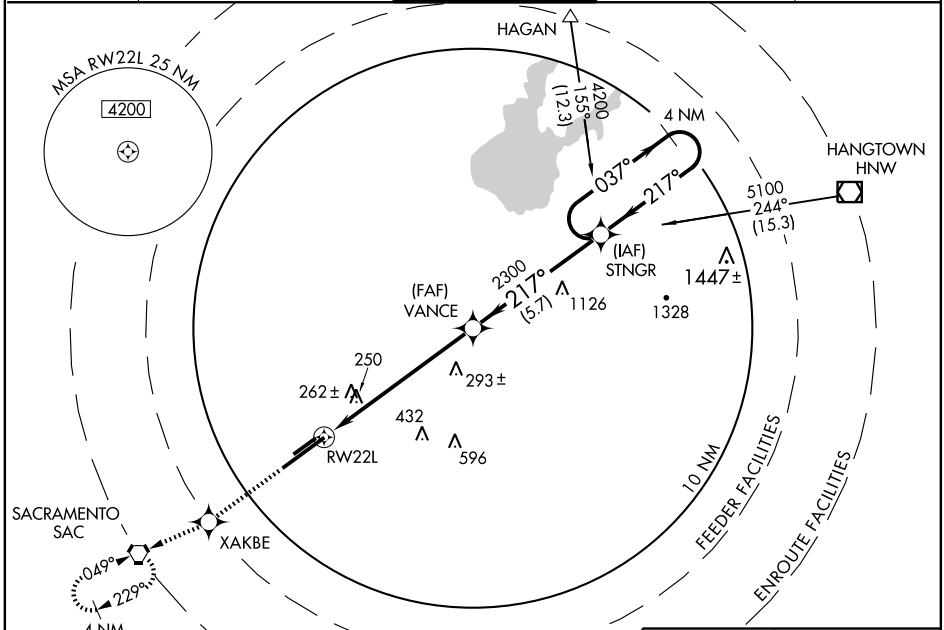 MSA RW22L 25 NM
4200
HAGAN
4200
155°
(12.3)
4 NM
037°
217°
HANGTOWN
HNW
5100
244°
(15.3)
(IAF)
STNGR
1447±
2300
217°
(5.7)
1126
1328
(FAF)
VANCE
250
262±
293±
432
596
RW22L
10 NM
FEEDER FACILITIES
ENROUTE FACILITIES
SACRAMENTO
SAC
XAKBE
049°
229°
4 NM